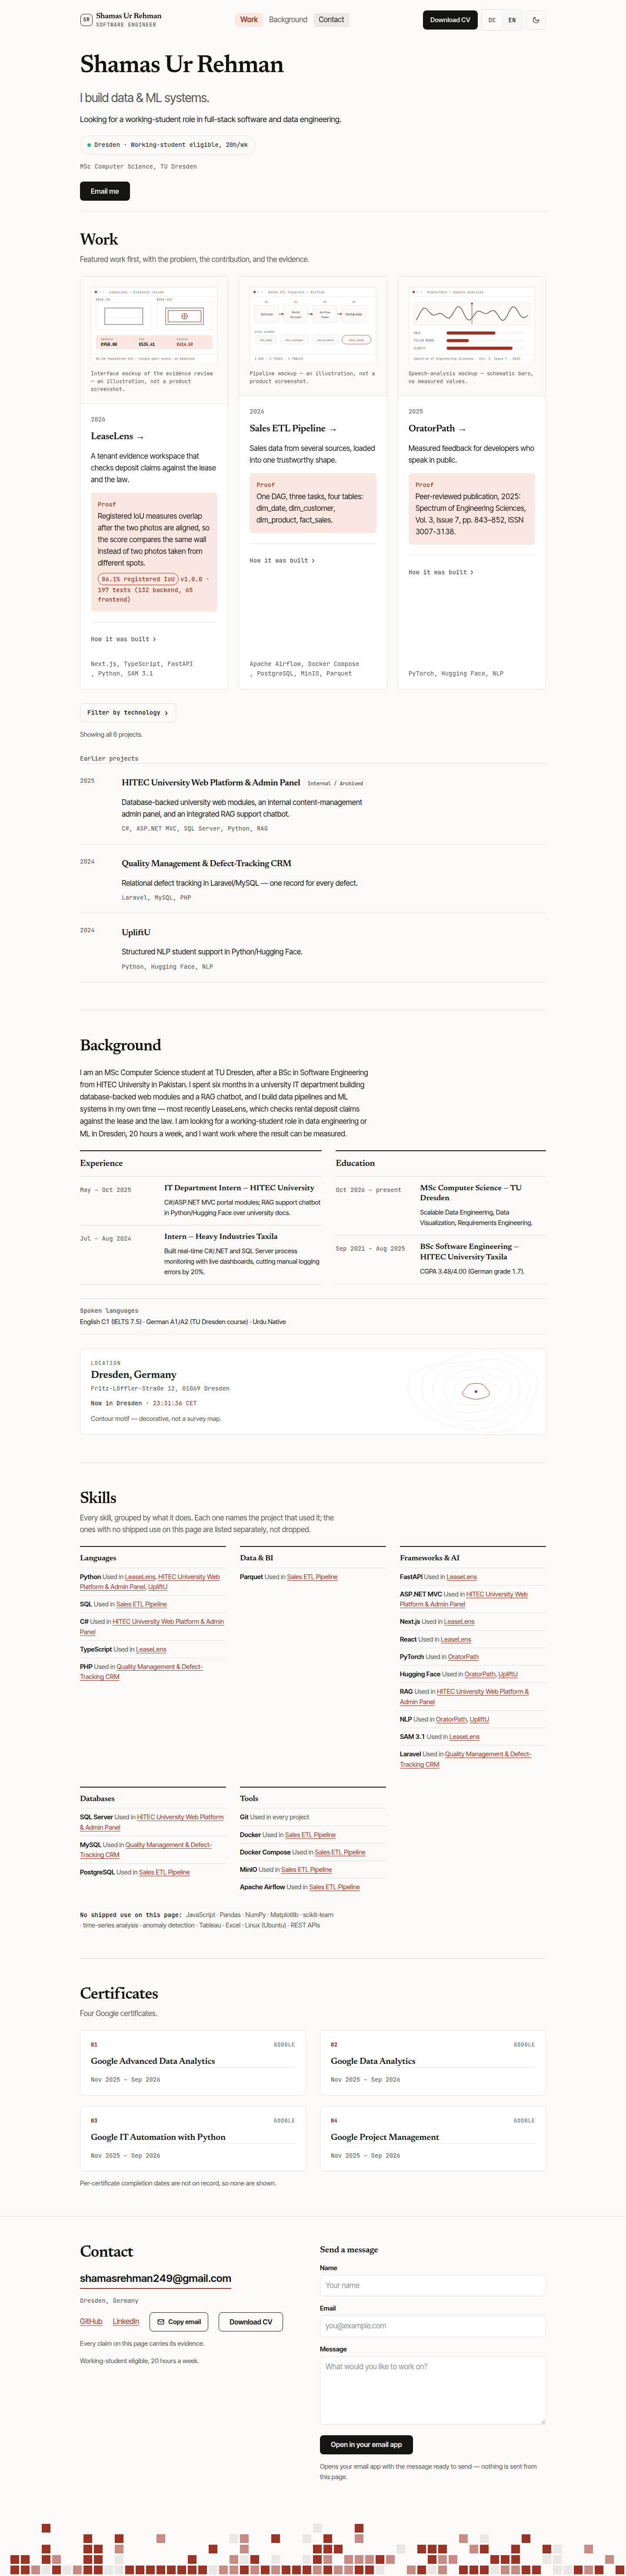 SR
Shamas Ur Rehman
SOFTWARE ENGINEER
Work
Background
Contact
Download CV
DE
EN
Shamas Ur Rehman
I build data & ML systems.
Looking for a working-student role in full-stack software and data engineering.
Dresden · Working-student eligible, 20h/wk
MSc Computer Science, TU Dresden
Email me
Work
Featured work first, with the problem, the contribution, and the evidence.
Interface mockup of the evidence review
— an illustration, not a product
screenshot.
2026
LeaseLens →
A tenant evidence workspace that
checks deposit claims against the lease
and the law.
Proof
Registered IoU measures overlap
after the two photos are aligned, so
the score compares the same wall
instead of two photos taken from
different spots.
86.1% registered IoU v1.0.0 ·
197 tests (132 backend, 65
frontend)
How it was built ›
Next.js, TypeScript, FastAPI
, Python, SAM 3.1
Sales ETL Pipeline — Airflow
Pipeline mockup — an illustration, not a
product screenshot.
2026
Sales ETL Pipeline →
Sales data from several sources, loaded
into one trustworthy shape.
Proof
One DAG, three tasks, four tables:
dim_date, dim_customer,
dim_product, fact_sales.
How it was built ›
Apache Airflow, Docker Compose
, PostgreSQL, MinIO, Parquet
OratorPath — Speech Analysis
PACE
FILLER WORDS
CLARITY
Spectrum of Engineering Sciences · Vol. 3, Issue 7 · 2025
Speech-analysis mockup — schematic bars,
no measured values.
2025
OratorPath →
Measured feedback for developers who
speak in public.
Proof
Peer-reviewed publication, 2025:
Spectrum of Engineering Sciences,
Vol. 3, Issue 7, pp. 843–852, ISSN
3007-3138.
How it was built ›
PyTorch, Hugging Face, NLP
Filter by technology ›
Showing all 6 projects.
Earlier projects
2025
HITEC University Web Platform & Admin Panel
Internal / Archived
Database-backed university web modules, an internal content-management
admin panel, and an integrated RAG support chatbot.
C#, ASP.NET MVC, SQL Server, Python, RAG
2024
Quality Management & Defect-Tracking CRM
Relational defect tracking in Laravel/MySQL — one record for every defect.
Laravel, MySQL, PHP
2024
UpliftU
Structured NLP student support in Python/Hugging Face.
Python, Hugging Face, NLP
Background
I am an MSc Computer Science student at TU Dresden, after a BSc in Software Engineering
from HITEC University in Pakistan. I spent six months in a university IT department building
database-backed web modules and a RAG chatbot, and I build data pipelines and ML
systems in my own time — most recently LeaseLens, which checks rental deposit claims
against the lease and the law. I am looking for a working-student role in data engineering or
ML in Dresden, 20 hours a week, and I want work where the result can be measured.
Experience
May – Oct 2025
IT Department Intern — HITEC University
C#/ASP.NET MVC portal modules; RAG support chatbot
in Python/Hugging Face over university docs.
Jul – Aug 2024
Intern — Heavy Industries Taxila
Built real-time C#/.NET and SQL Server process
monitoring with live dashboards, cutting manual logging
errors by 20%.
Education
Oct 2026 – present
MSc Computer Science — TU
Dresden
Scalable Data Engineering, Data
Visualization, Requirements Engineering.
Sep 2021 – Aug 2025
BSc Software Engineering —
HITEC University Taxila
CGPA 3.48/4.00 (German grade 1.7).
Spoken languages
English C1 (IELTS 7.5) · German A1/A2 (TU Dresden course) · Urdu Native
LOCATION
Dresden, Germany
Fritz-Löffler-Straße 12, 01069 Dresden
Now in Dresden · 23:31:36 CET
Contour motif — decorative, not a survey map.
Skills
Every skill, grouped by what it does. Each one names the project that used it; the
ones with no shipped use on this page are listed separately, not dropped.
Languages
Python Used in LeaseLens, HITEC University Web
Platform & Admin Panel, UpliftU
SQL Used in Sales ETL Pipeline
C# Used in HITEC University Web Platform & Admin
Panel
TypeScript Used in LeaseLens
PHP Used in Quality Management & Defect-
Tracking CRM
Data & BI
Parquet Used in Sales ETL Pipeline
Frameworks & AI
FastAPI Used in LeaseLens
ASP.NET MVC Used in HITEC University Web
Platform & Admin Panel
Next.js Used in LeaseLens
React Used in LeaseLens
PyTorch Used in OratorPath
Hugging Face Used in OratorPath, UpliftU
RAG Used in HITEC University Web Platform &
Admin Panel
NLP Used in OratorPath, UpliftU
SAM 3.1 Used in LeaseLens
Laravel Used in Quality Management & Defect-
Tracking CRM
Databases
SQL Server Used in HITEC University Web Platform
& Admin Panel
MySQL Used in Quality Management & Defect-
Tracking CRM
PostgreSQL Used in Sales ETL Pipeline
Tools
Git Used in every project
Docker Used in Sales ETL Pipeline
Docker Compose Used in Sales ETL Pipeline
MinIO Used in Sales ETL Pipeline
Apache Airflow Used in Sales ETL Pipeline
No shipped use on this page: JavaScript · Pandas · NumPy · Matplotlib · scikit-learn
· time-series analysis · anomaly detection · Tableau · Excel · Linux (Ubuntu) · REST APIs
Certificates
Four Google certificates.
01
GOOGLE
Google Advanced Data Analytics
Nov 2025 – Sep 2026
02
GOOGLE
Google Data Analytics
Nov 2025 – Sep 2026
03
GOOGLE
Google IT Automation with Python
Nov 2025 – Sep 2026
04
GOOGLE
Google Project Management
Nov 2025 – Sep 2026
Per-certificate completion dates are not on record, so none are shown.
Contact
shamasrehman249@gmail.com
Dresden, Germany
GitHub
LinkedIn
Copy email
Download CV
Every claim on this page carries its evidence.
Working-student eligible, 20 hours a week.
Send a message
Name
Your name
Email
you@example.com
Message
What would you like to work on?
Open in your email app
Opens your email app with the message ready to send — nothing is sent from
this page.